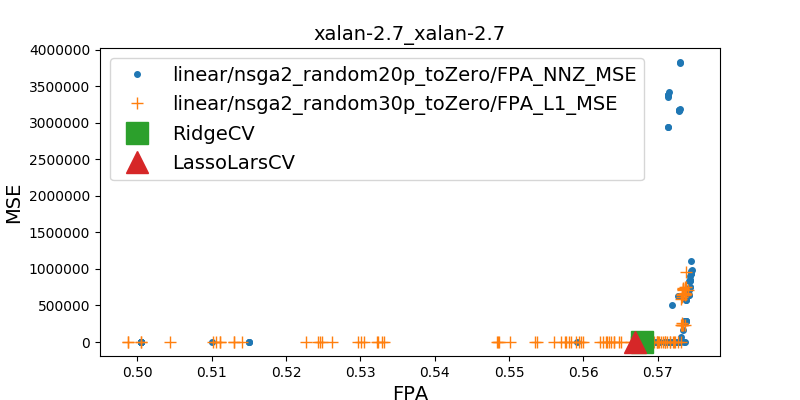 xalan-2.7_xalan-2.7
4000000
3500000
3000000
2500000
2000000
1500000
1000000
500000
0
MSE
linear/nsga2_random20p_toZero/FPA_NNZ_MSE
linear/nsga2_random30p_toZero/FPA_L1_MSE
RidgeCV
LassoLarsCV
0.50 0.51 0.52 0.53 0.54 0.55 0.56 0.57
FPA